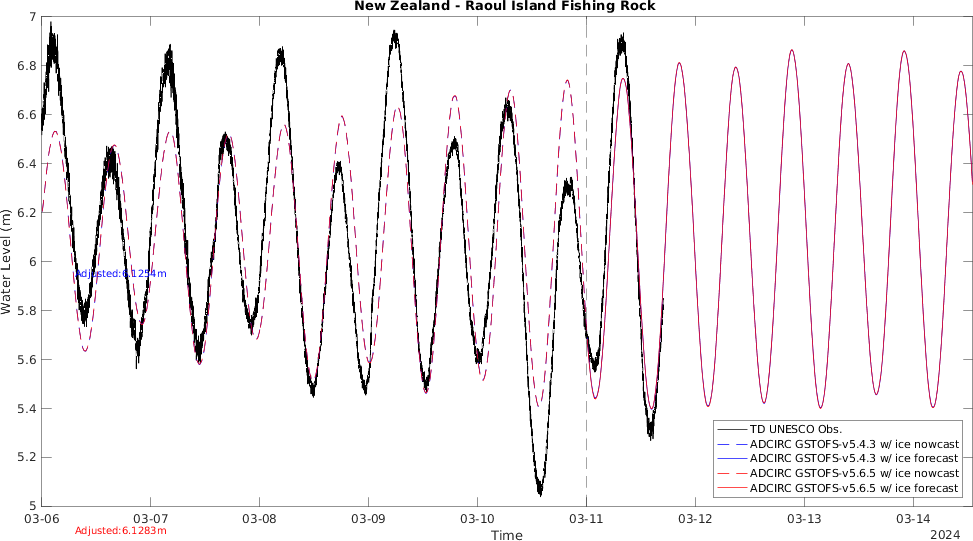 New Zealand - Raoul Island Fishing Rock
7
6.8
6.6
6.4
6.2
6
5.8
5.6
5.4
5.2
5
Water Level (m)
Adjusted:6.1254m
TD UNESCO Obs.
ADCIRC GSTOFS-v5.4.3 w/ ice nowcast
ADCIRC GSTOFS-v5.4.3 w/ ice forecast
ADCIRC GSTOFS-v5.6.5 w/ ice nowcast
ADCIRC GSTOFS-v5.6.5 w/ ice forecast
03-06 03-07 03-08 03-09 03-10 03-11 03-12 03-13 03-14
Adjusted:6.1283m
Time
2024